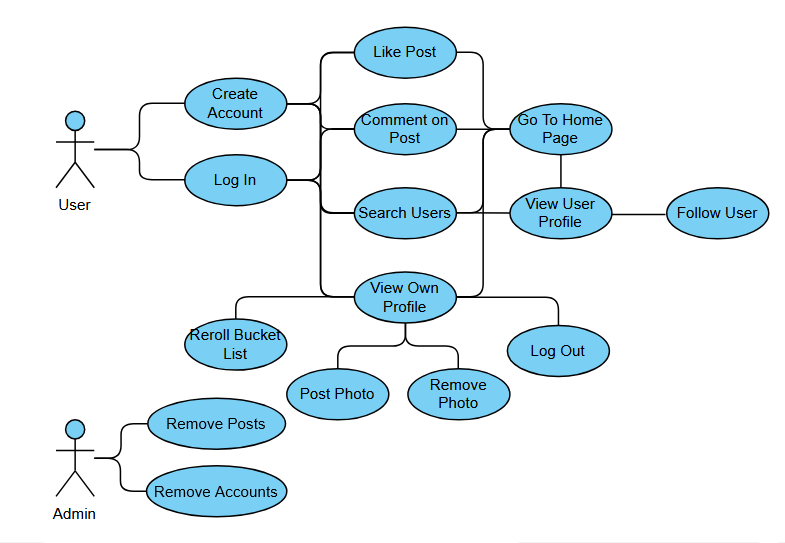 Like Post
Create
Account
Comment on
Post
Go To Home
Page
User
Log In
Search Users
View User
Profile
Follow User
View Own
Profile
Reroll Bucket
List
Log Out
Post Photo
Remove
Photo
Remove Posts
Admin
Remove Accounts